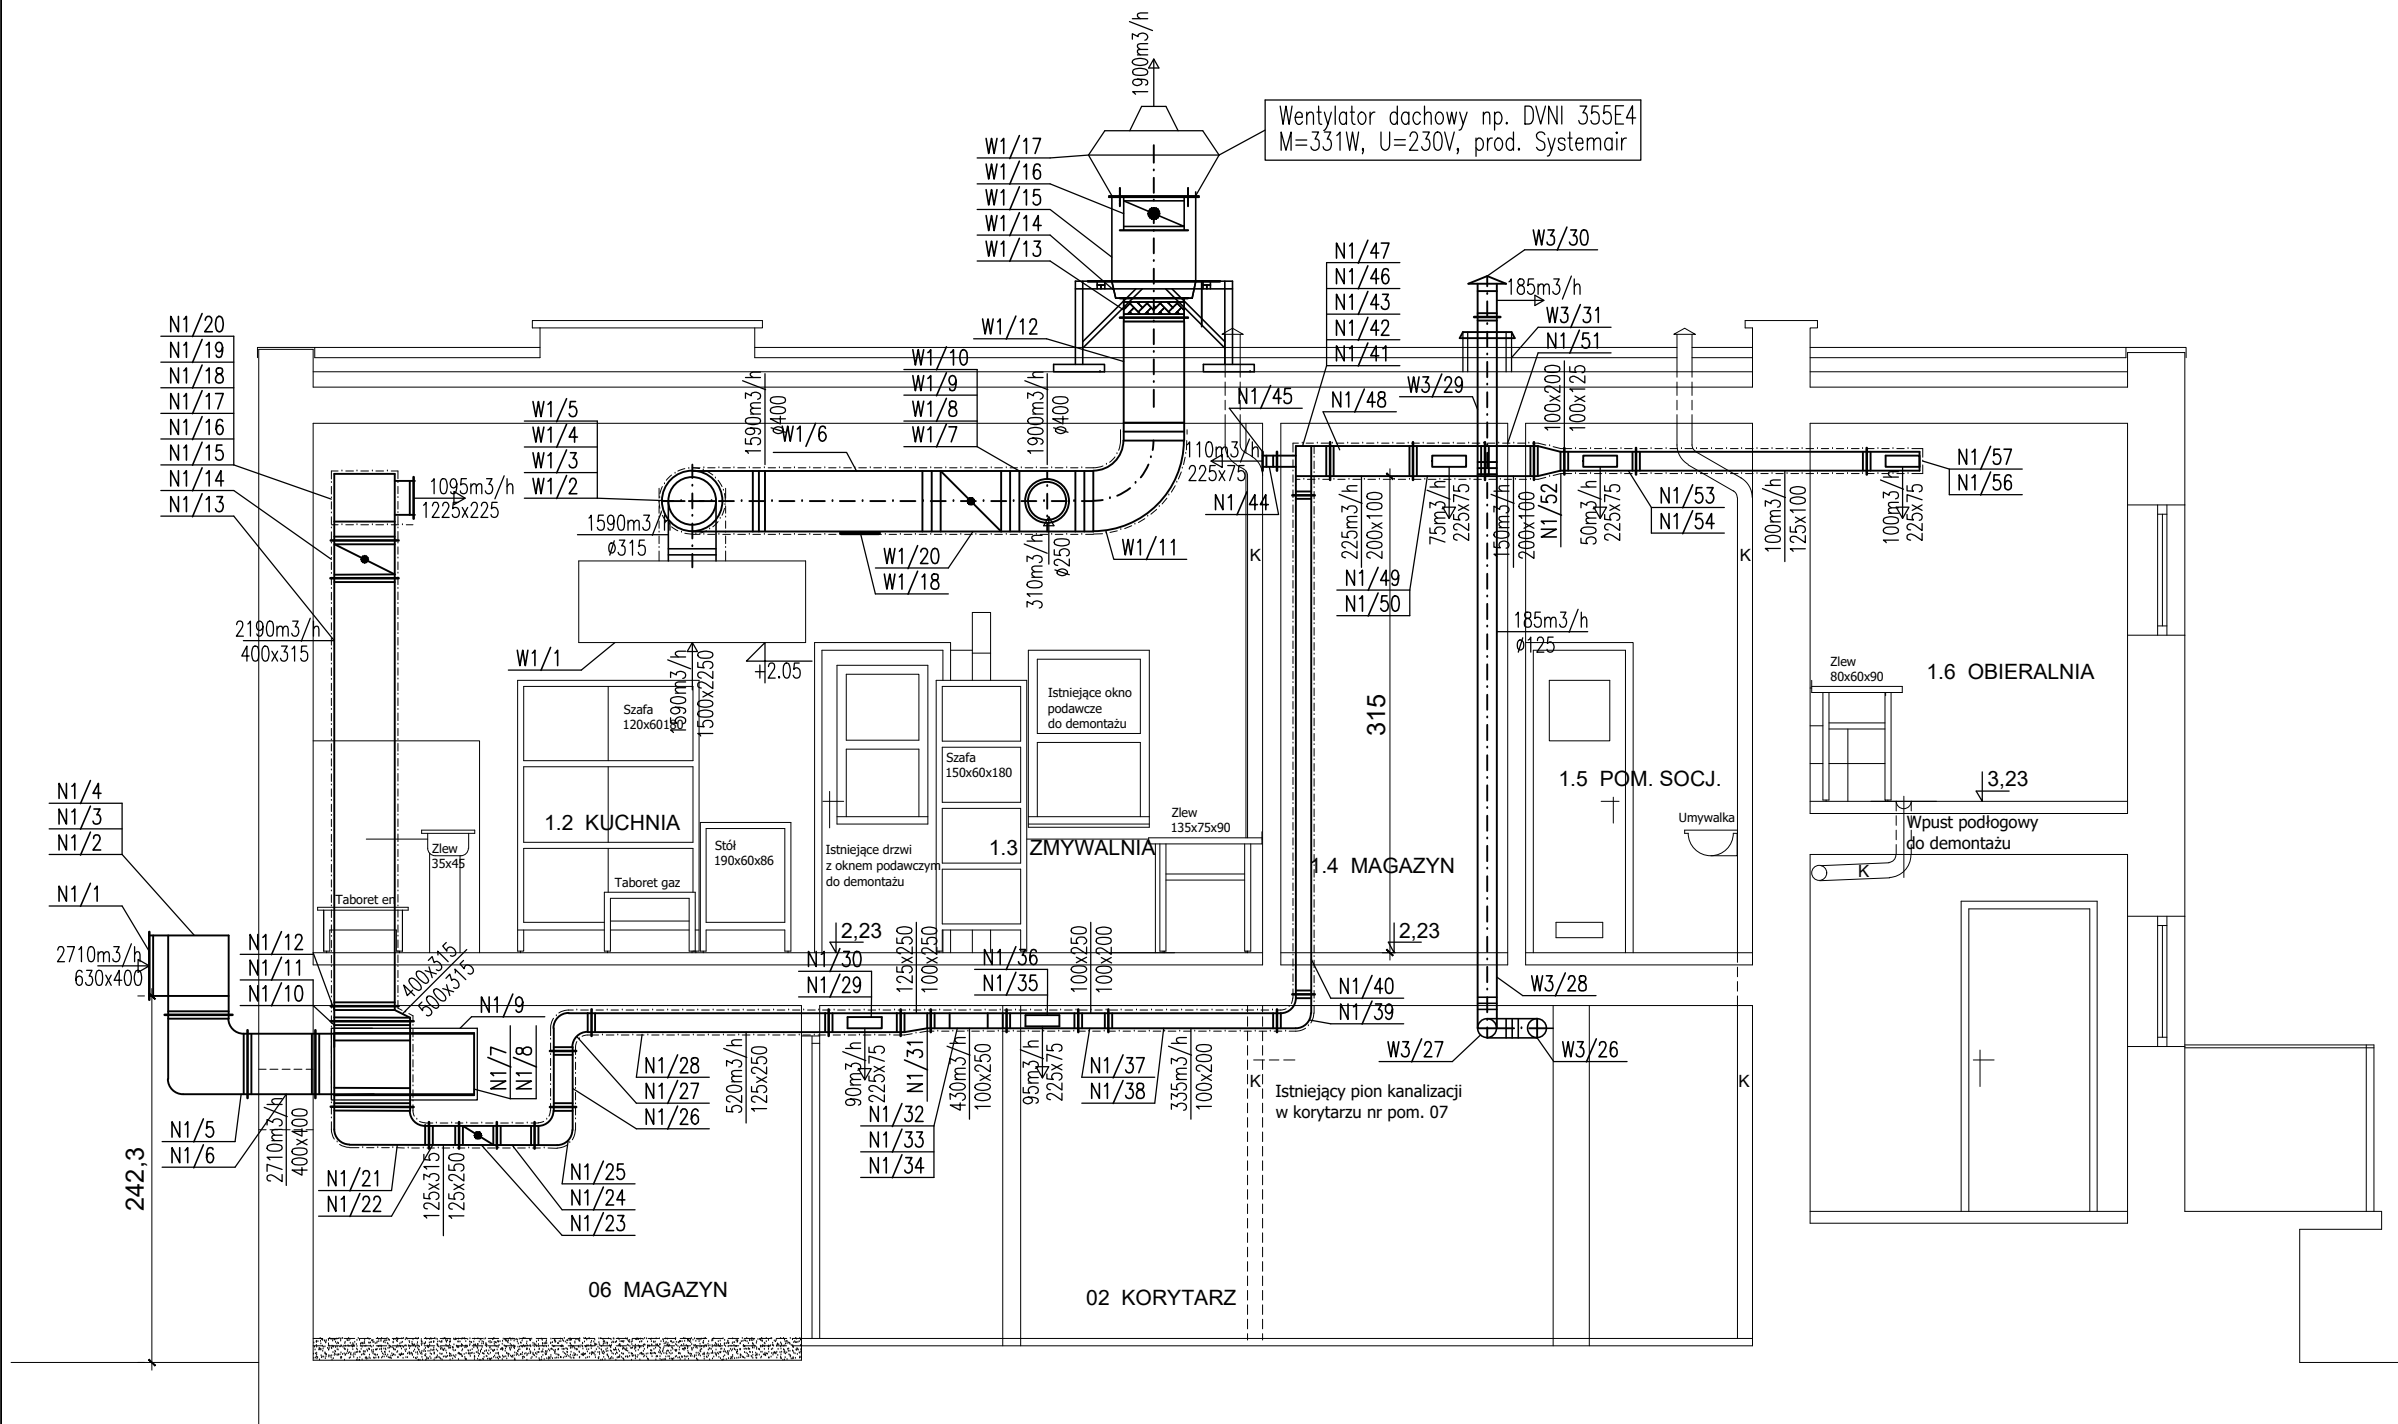 1900m3/h
Wentylator dachowy np. DVNI 355E4
M=331W, U=230V, prod. Systemair
W1/17
W1/16
W1/15
W1/14
W1/13
W1/12
N1/47
N1/46
N1/43
N1/42
N1/41
W3/30
185m3/h
W3/31
N1/51
N1/20
N1/19
N1/18
N1/17
N1/16
N1/15
N1/14
N1/13
W1/5
W1/4
W1/3
W1/2
1590m3/h
ø400
W1/6
W1/10
W1/9
W1/8
W1/7
1900m3/h
ø400
N1/45
N1/48
W3/29
100x200
100x125
110m3/h
225x75
N1/44
N1/57
N1/56
1095m3/h
1225x225
1590m3/h
ø315
W1/20
W1/18
W1/11
310m3/h
ø250
K
225m3/h
200x100
75m3/h
225x75
150m3/h
200x100
N1/52
50m3/h
225x75
N1/53
N1/54
K
100m3/h
125x100
100m3/h
225x75
N1/49
N1/50
2190m3/h
400x315
W1/1
1590m3/h
1500x2250
+2.05
185m3/h
ø125
315
Szafa
120x60180
Istniejące okno
podawcze
do demontażu
Szafa
150x60x180
Zlew
80x60x90
1.6 OBIERALNIA
1.5 POM. SOCJ.
3,23
N1/4
N1/3
N1/2
N1/1
1.2 KUCHNIA
Zlew
35x45
Stół
190x60x86
Istniejące drzwi
z oknem podawczym
do demontażu
1.3 ZMYWALNIA
Zlew
135x75x90
1.4 MAGAZYN
Umywalka
Wpust podłogowy
do demontażu
K
Taboret en
Taboret gaz
2710m3/h
630x400
N1/12
N1/11
N1/10
400x315
500x315
N1/9
N1/7
N1/8
2,23
N1/30
N1/29
125x250
100x250
N1/36
N1/35
100x250
100x200
2,23
N1/40
N1/39
W3/28
W3/27
W3/26
N1/28
N1/27
N1/26
520m3/h
125x250
90m3/h
225x75
N1/31
430m3/h
100x250
95m3/h
225x75
N1/37
N1/38
335m3/h
100x200
K
Istniejący pion kanalizacji
w korytarzu nr pom. 07
K
N1/5
N1/6
2710m3/h
400x400
N1/32
N1/33
N1/34
N1/21
N1/22
125x315
125x250
N1/25
N1/24
N1/23
242,3
06 MAGAZYN
02 KORYTARZ